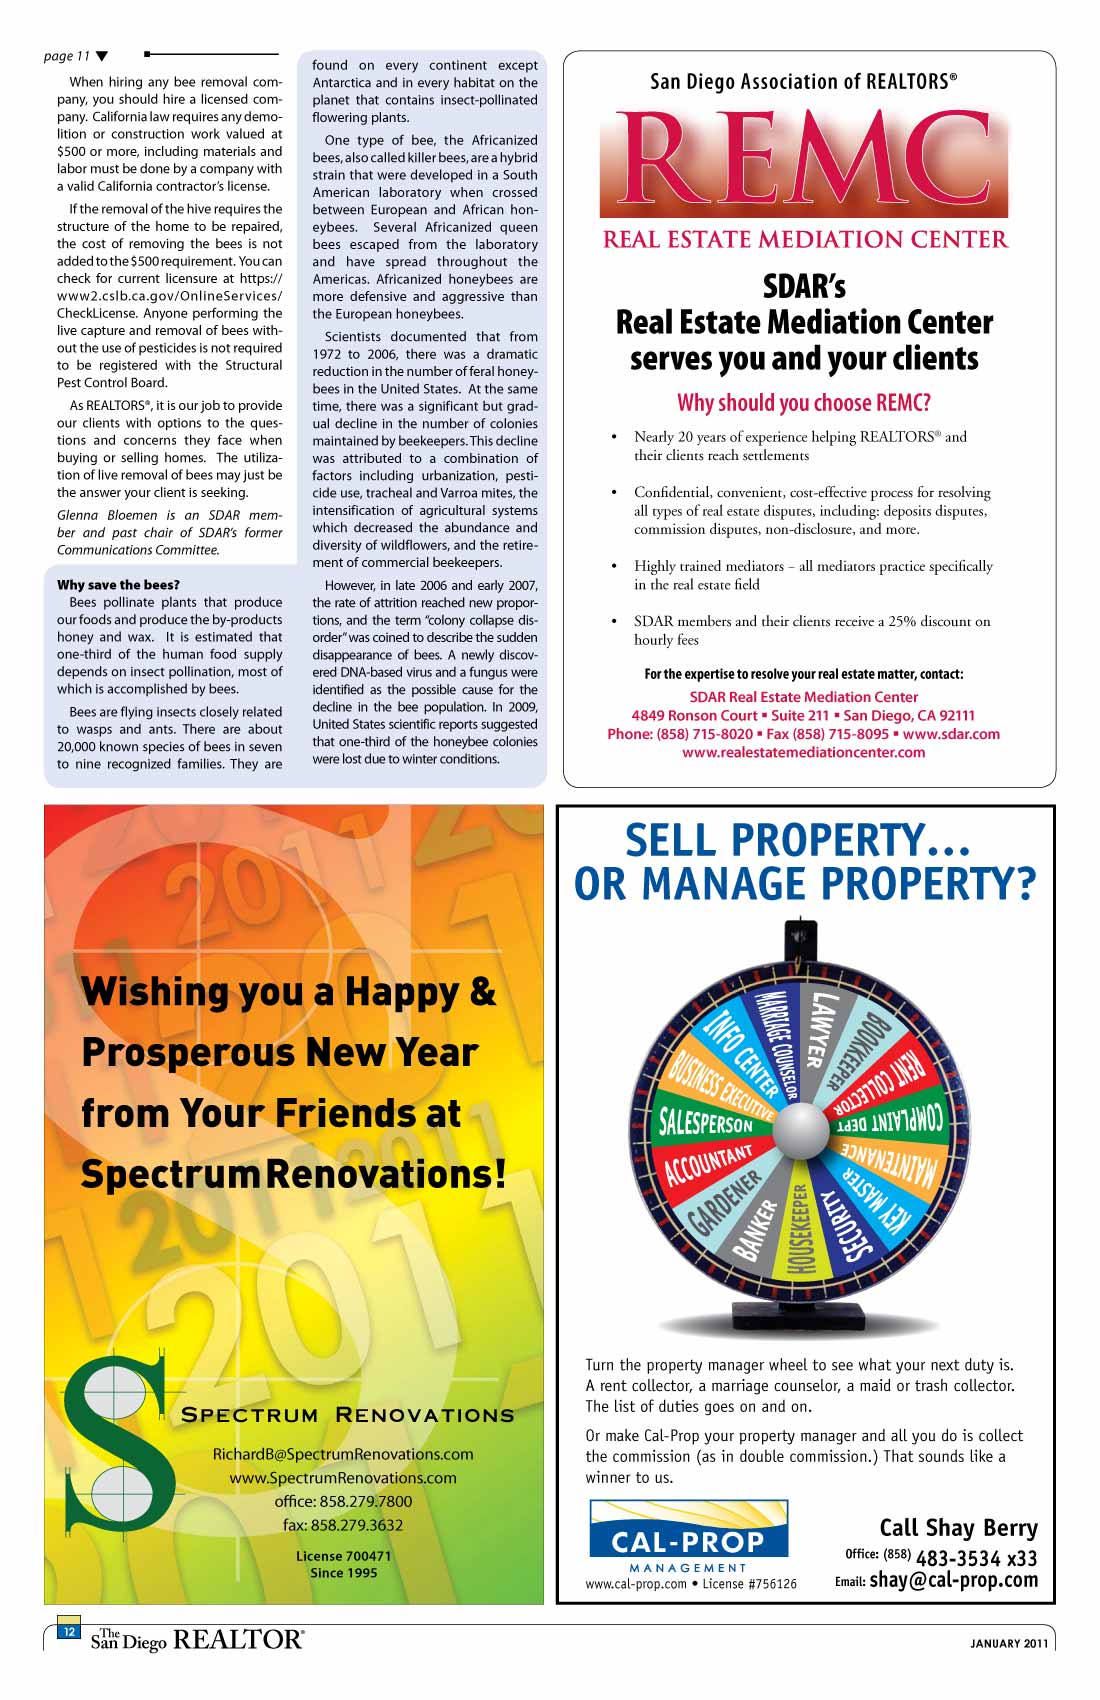 page 11 ▼
When hiring any bee removal com-
pany, you should hire a licensed com-
pany. California law requires any demo-
lition or construction work valued at
$500 or more, including materials and
labor must be done by a company with
a valid California contractor's license.
If the removal of the hive requires the
structure of the home to be repaired,
the cost of removing the bees is not
added to the $500 requirement. You can
check for current licensure at https://
www2.cslb.ca.gov/OnlineServices/
CheckLicense. Anyone performing the
live capture and removal of bees with-
out the use of pesticides is not required
to be registered with the Structural
Pest Control Board.
As REALTORS®, it is our job to provide
our clients with options to the ques-
tions and concerns they face when
buying or selling homes. The utiliza-
tion of live removal of bees may just be
the answer your client is seeking.
Glenna Bloemen is an SDAR mem-
ber and past chair of SDAR's former
Communications Committee.
Why save the bees?
Bees pollinate plants that produce
our foods and produce the by-products
honey and wax. It is estimated that
one-third of the human food supply
depends on insect pollination, most of
which is accomplished by bees.
Bees are flying insects closely related
to wasps and ants. There are about
20,000 known species of bees in seven
to nine recognized families. They are
found on every continent except
Antarctica and in every habitat on the
planet that contains insect-pollinated
flowering plants.
One type of bee, the Africanized
bees, also called killer bees, are a hybrid
strain that were developed in a South
American laboratory when crossed
between European and African hon-
eybees. Several Africanized queen
bees escaped from the laboratory
and have spread throughout the
Americas. Africanized honeybees are
more defensive and aggressive than
the European honeybees.
Scientists documented that from
1972 to 2006, there was a dramatic
reduction in the number of feral honey-
bees in the United States. At the same
time, there was a significant but grad-
ual decline in the number of colonies
maintained by beekeepers. This decline
was attributed to a combination of
factors including urbanization, pesti-
cide use, tracheal and Varroa mites, the
intensification of agricultural systems
which decreased the abundance and
diversity of wildflowers, and the retire-
ment of commercial beekeepers.
However, in late 2006 and early 2007,
the rate of attrition reached new propor-
tions, and the term "colony collapse dis-
order" was coined to describe the sudden
disappearance of bees. A newly discov-
ered DNA-based virus and a fungus were
identified as the possible cause for the
decline in the bee population. In 2009,
United States scientific reports suggested
that one-third of the honeybee colonies
were lost due to winter conditions.
San Diego Association of REALTORS®
REMC
REAL ESTATE MEDIATION CENTER
SDAR's
Real Estate Mediation Center
serves you and your clients
Why should you choose REMC?
• Nearly 20 years of experience helping REALTORS® and
their clients reach settlements
• Confidential, convenient, cost-effective process for resolving
all types of real estate disputes, including: deposits disputes,
commission disputes, non-disclosure, and more.
• Highly trained mediators – all mediators practice specifically
in the real estate field
• SDAR members and their clients receive a 25% discount on
hourly fees
For the expertise to resolve your real estate matter, contact:
SDAR Real Estate Mediation Center
4849 Ronson Court ▪ Suite 211 ▪ San Diego, CA 92111
Phone: (858) 715-8020 ▪ Fax (858) 715-8095 ▪ www.sdar.com
www.realestatemediationcenter.com
2011
2011
2011
2011
Wishing you a Happy &
Prosperous New Year
from Your Friends at
Spectrum Renovations!
S
SPECTRUM RENOVATIONS
RichardB@SpectrumRenovations.com
www.SpectrumRenovations.com
office: 858.279.7800
fax: 858.279.3632
License 700471
Since 1995
SELL PROPERTY...
OR MANAGE PROPERTY?
LAWYER
BOOKKEEPER
RENT COLLECTOR
COMPLAINT DEPT
MAINTENANCE
KEY MASTER
SECURITY
HOUSEKEEPER
BANKER
GARDENER
ACCOUNTANT
SALESPERSON
BUSINESS EXECUTIVE
INFO CENTER
MARRIAGE COUNSELOR
Turn the property manager wheel to see what your next duty is.
A rent collector, a marriage counselor, a maid or trash collector.
The list of duties goes on and on.
Or make Cal-Prop your property manager and all you do is collect
the commission (as in double commission.) That sounds like a
winner to us.
CAL-PROP
MANAGEMENT
www.cal-prop.com • License #756126
Call Shay Berry
Office: (858) 483-3534 x33
Email: shay@cal-prop.com
12
The San Diego REALTOR®
JANUARY 2011